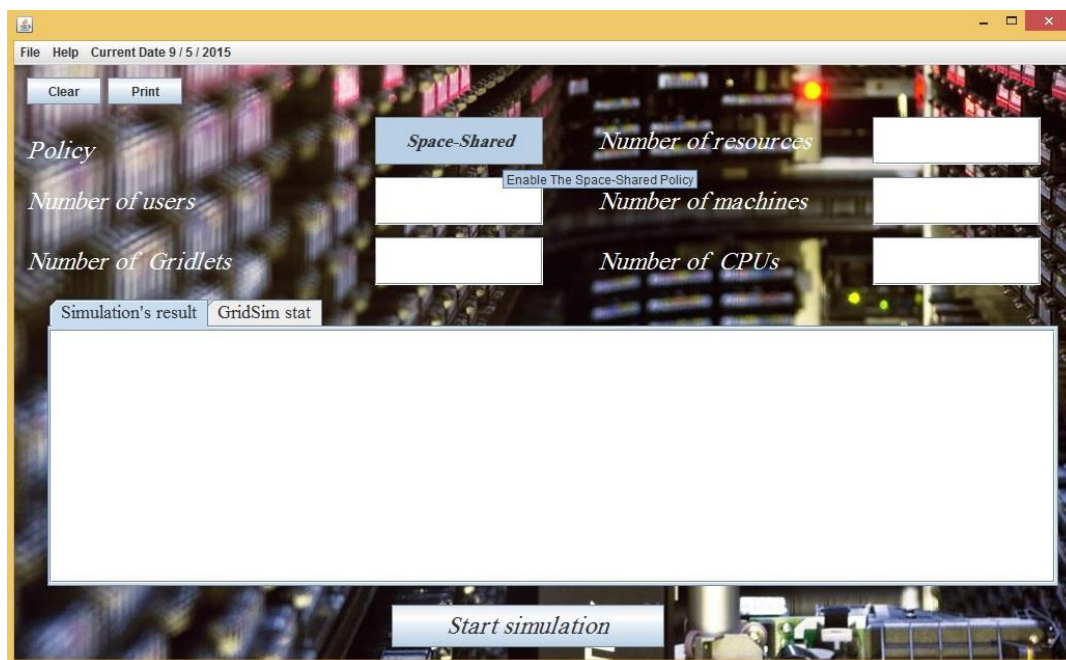 File Help Current Date 9 / 5 / 2015
Clear Print
Policy Space-Shared Number of resources
Enable The Space-Shared Policy
Number of users Number of machines
Number of Gridlets Number of CPUs
Simulation's result GridSim stat
Start simulation